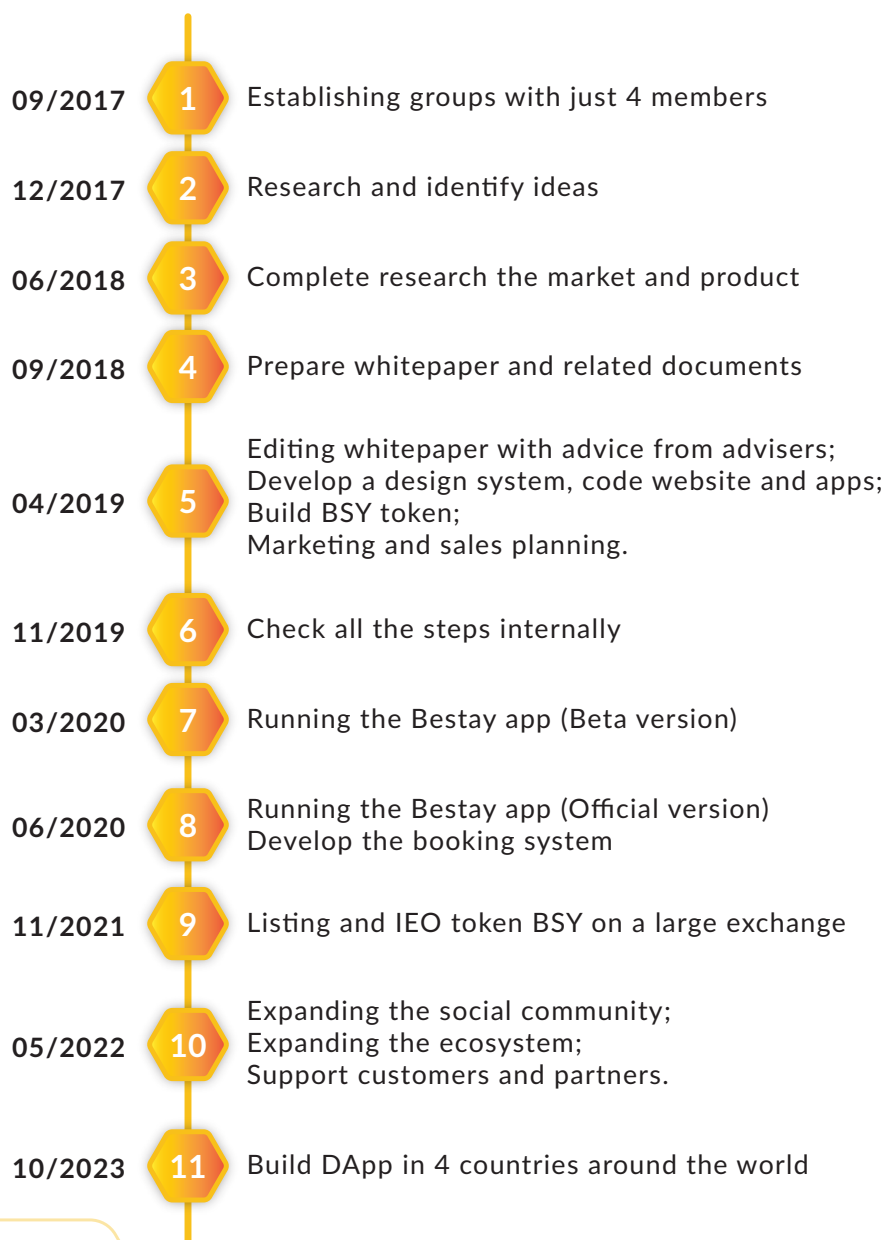 09/2017
1
Establishing groups with just 4 members
12/2017
2
Research and identify ideas
06/2018
3
Complete research the market and product
09/2018
4
Prepare whitepaper and related documents
04/2019
5
Editing whitepaper with advice from advisers;
Develop a design system, code website and apps;
Build BSY token;
Marketing and sales planning.
11/2019
6
Check all the steps internally
03/2020
7
Running the Bestay app (Beta version)
06/2020
8
Running the Bestay app (Official version)
Develop the booking system
11/2021
9
Listing and IEO token BSY on a large exchange
05/2022
10
Expanding the social community;
Expanding the ecosystem;
Support customers and partners.
10/2023
11
Build DApp in 4 countries around the world